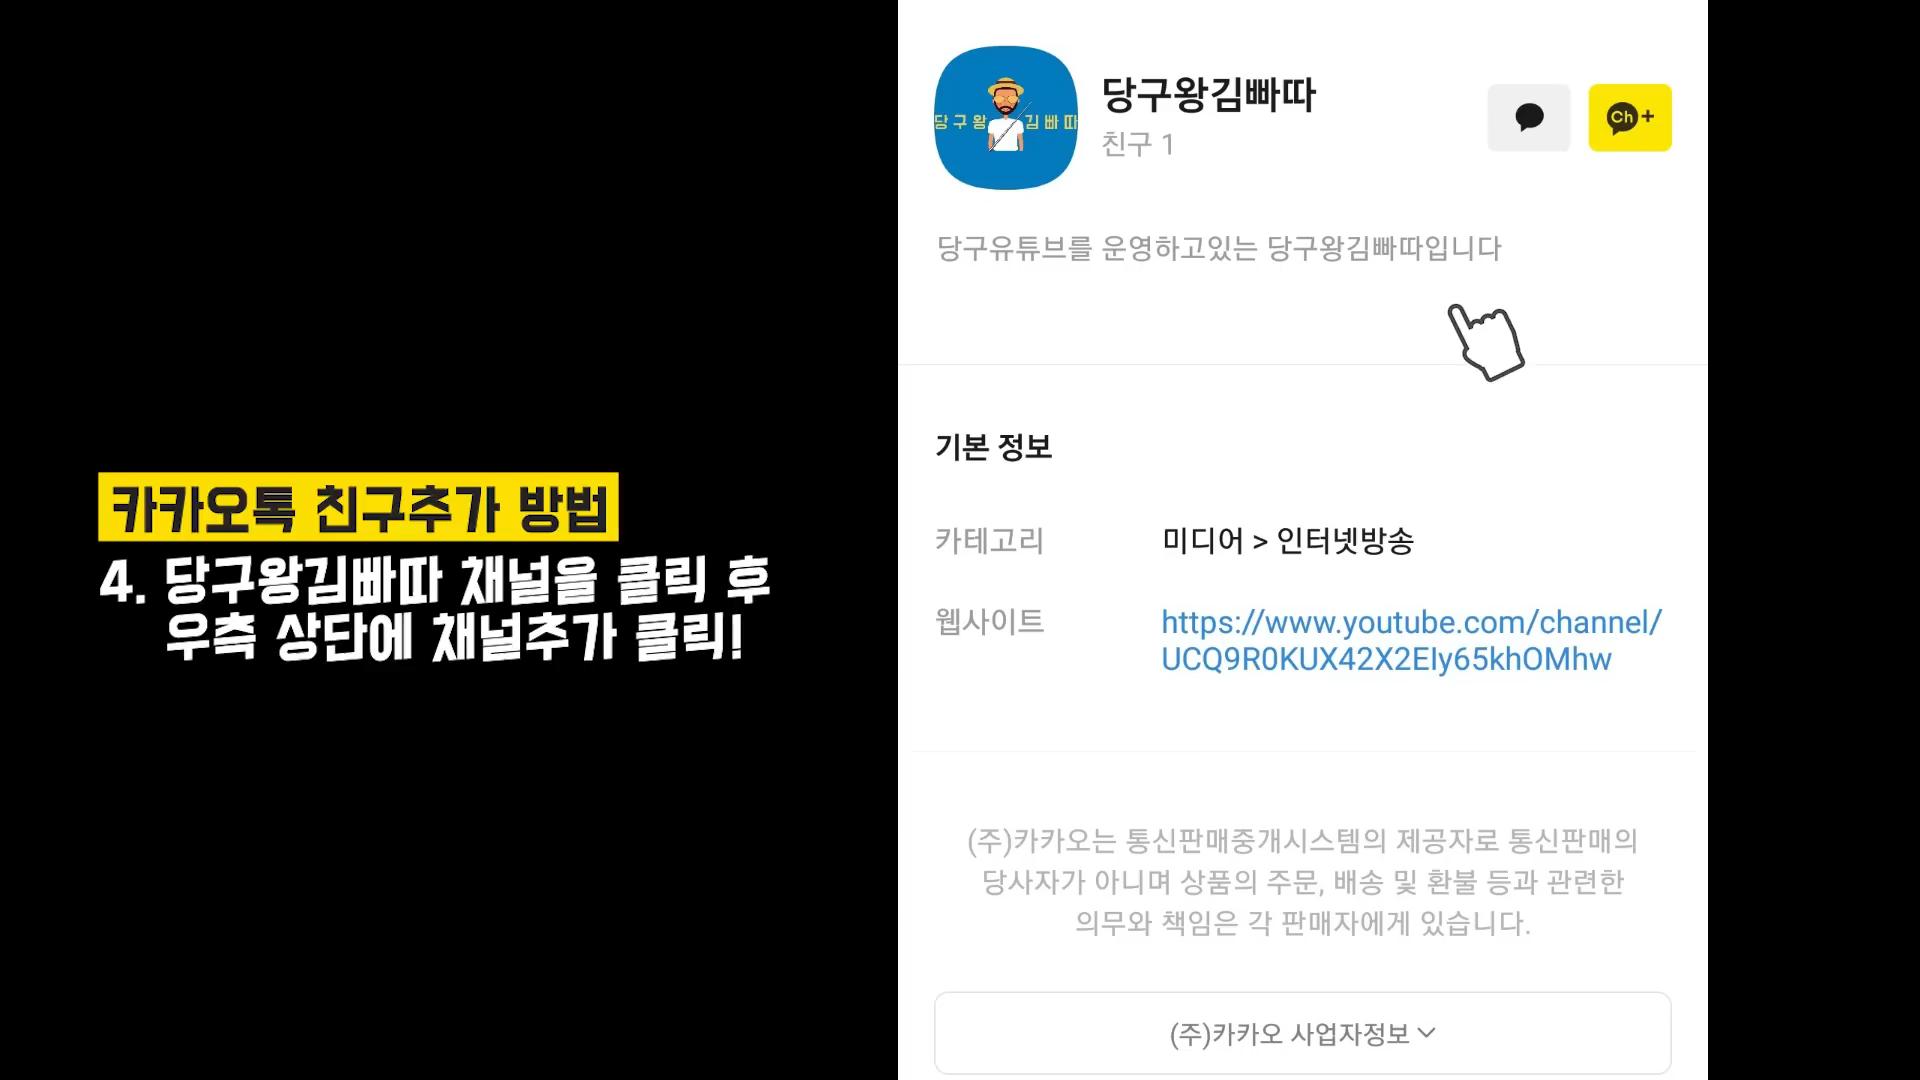 카카오톡 친구추가 방법
4. 당구왕김빠따 채널을 클릭 후
우측 상단에 채널추가 클릭!
당구왕 김빠따
당구왕김빠따
친구 1
Ch+
당구유튜브를 운영하고있는 당구왕김빠따입니다
기본 정보
카테고리 미디어 > 인터넷방송
웹사이트 https://www.youtube.com/channel/
UCQ9R0KUX42X2EIy65khOMhw
(주)카카오는 통신판매중개시스템의 제공자로 통신판매의
당사자가 아니며 상품의 주문, 배송 및 환불 등과 관련한
의무와 책임은 각 판매자에게 있습니다.
(주)카카오 사업자정보